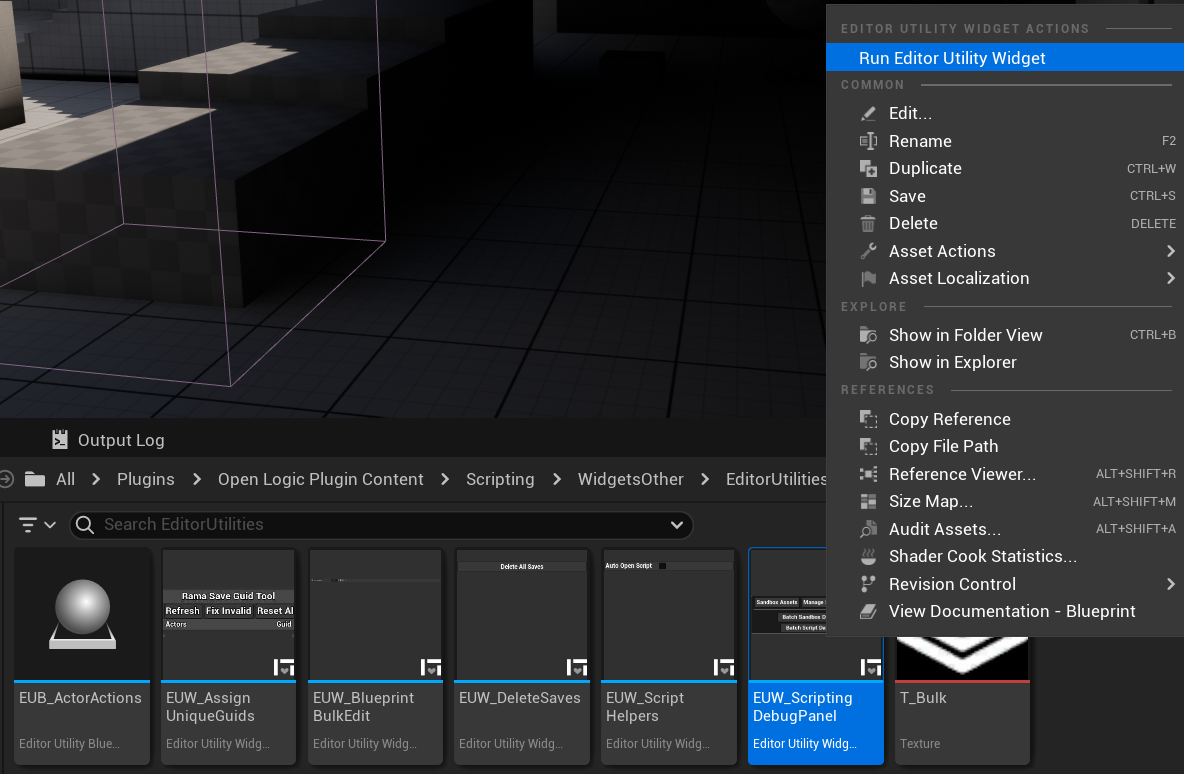 EDITOR UTILITY WIDGET ACTIONS
Run Editor Utility Widget
COMMON
Edit...
Rename F2
Duplicate CTRL+W
Save CTRL+S
Delete DELETE
Asset Actions
Asset Localization
EXPLORE
Show in Folder View CTRL+B
Show in Explorer
REFERENCES
Copy Reference
Copy File Path
Reference Viewer... ALT+SHIFT+R
Size Map... ALT+SHIFT+M
Audit Assets... ALT+SHIFT+A
Shader Cook Statistics...
Revision Control
View Documentation - Blueprint
Output Log
All > Plugins > Open Logic Plugin Content > Scripting > WidgetsOther > EditorUtilities
Search EditorUtilities
EUB_ActorActions
Editor Utility Blue...
Rama Save Guid Tool
Refresh Fix Invalid Reset Al
Actors Guid
EUW_Assign
UniqueGuids
Editor Utility Widg...
EUW_Blueprint
BulkEdit
Editor Utility Widg...
Delete All Saves
EUW_DeleteSaves
Editor Utility Widg...
Auto Open Script
EUW_Script
Helpers
Editor Utility Widg...
Sandbox Assets Manage
Batch Sandbox D
Batch Script Da
EUW_Scripting
DebugPanel
Editor Utility Widg...
T_Bulk
Texture